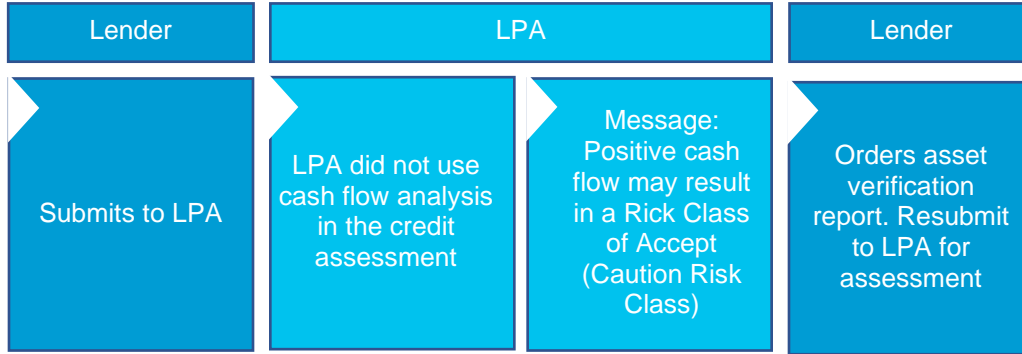 Lender
LPA
Lender
Submits to LPA
LPA did not use
cash flow analysis
in the credit
assessment
Message:
Positive cash
flow may result
in a Rick Class
of Accept
(Caution Risk
Class)
Orders asset
verification
report. Resubmit
to LPA for
assessment